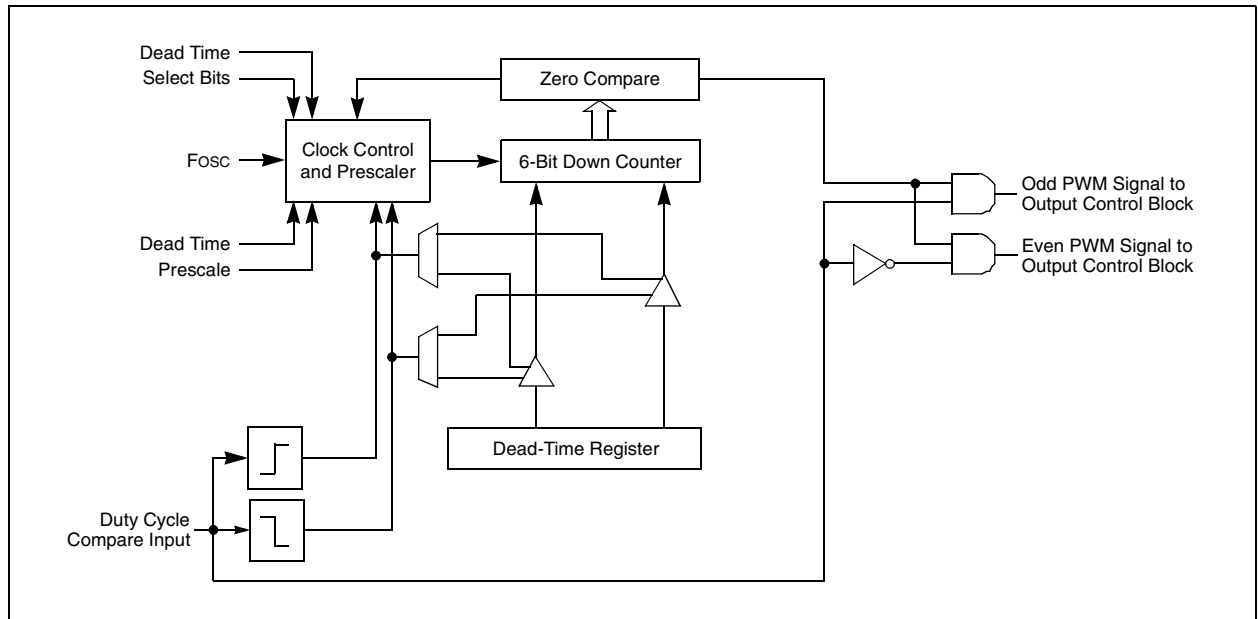 Dead Time
Select Bits
Zero Compare
Clock Control
and Prescaler
FOSC
6-Bit Down Counter
Odd PWM Signal to
Output Control Block
Dead Time
Prescale
Even PWM Signal to
Output Control Block
Dead-Time Register
Duty Cycle
Compare Input